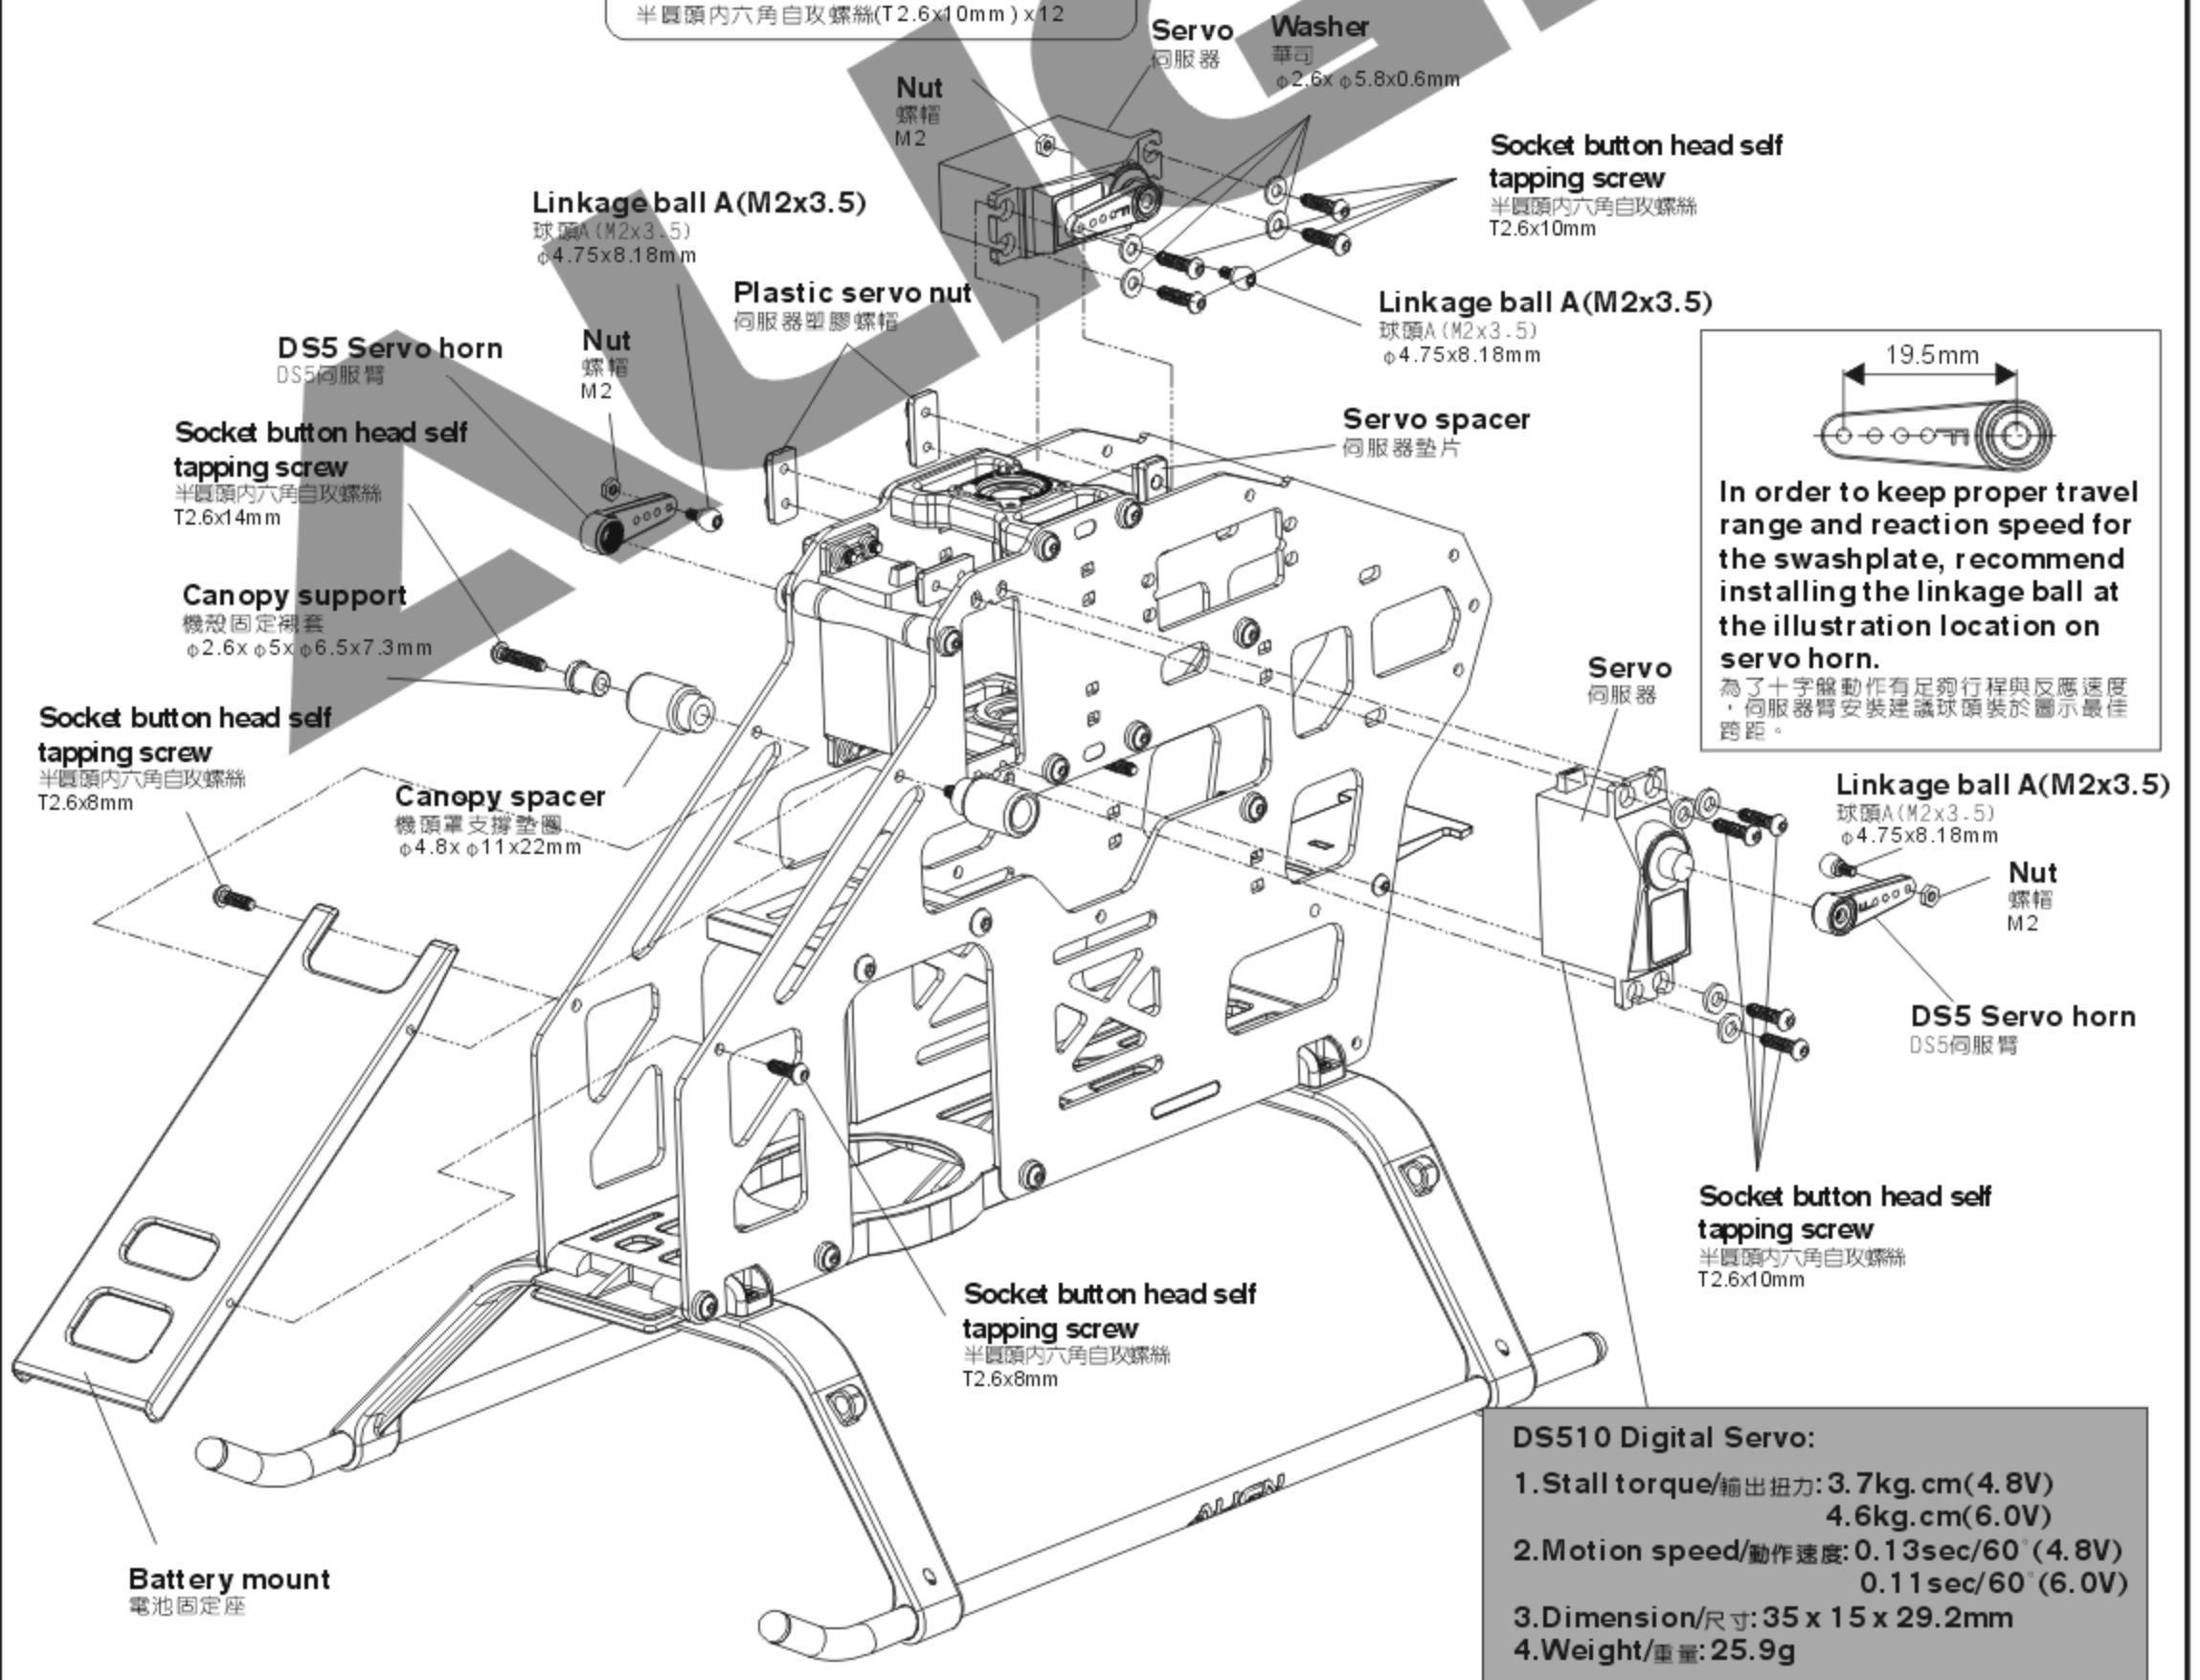 半圓頭內六角自攻螺絲(T2.6x10mm)x12
Servo
伺服器
Washer
華司
φ2.6x φ5.8x0.6mm
Nut
螺帽
M2
Socket button head self
tapping screw
半圓頭內六角自攻螺絲
T2.6x10mm
Linkage ball A(M2x3.5)
球頭A(M2x3.5)
φ4.75x8.18mm
Plastic servo nut
伺服器塑膠螺帽
Linkage ball A(M2x3.5)
球頭A(M2x3.5)
φ4.75x8.18mm
DS5 Servo horn
DS5伺服臂
Nut
螺帽
M2
19.5mm
In order to keep proper travel
range and reaction speed for
the swashplate, recommend
installing the linkage ball at
the illustration location on
servo horn.
為了十字盤動作有足夠行程與反應速度
，伺服器臂安裝建議球頭裝於圖示最佳
跨距。
Servo spacer
伺服器墊片
Socket button head self
tapping screw
半圓頭內六角自攻螺絲
T2.6x14mm
Canopy support
機殼固定襯套
φ2.6x φ5x φ6.5x7.3mm
Servo
伺服器
Socket button head self
tapping screw
半圓頭內六角自攻螺絲
T2.6x8mm
Canopy spacer
機頭罩支撐墊圈
φ4.8x φ11x22mm
Linkage ball A(M2x3.5)
球頭A(M2x3.5)
φ4.75x8.18mm
Nut
螺帽
M2
DS5 Servo horn
DS5伺服臂
Socket button head self
tapping screw
半圓頭內六角自攻螺絲
T2.6x10mm
Socket button head self
tapping screw
半圓頭內六角自攻螺絲
T2.6x8mm
ALIGN
Battery mount
電池固定座
DS510 Digital Servo:
1.Stall torque/輸出扭力:3.7kg.cm(4.8V)
4.6kg.cm(6.0V)
2.Motion speed/動作速度:0.13sec/60°(4.8V)
0.11sec/60°(6.0V)
3.Dimension/尺寸:35 x 15 x 29.2mm
4.Weight/重量:25.9g